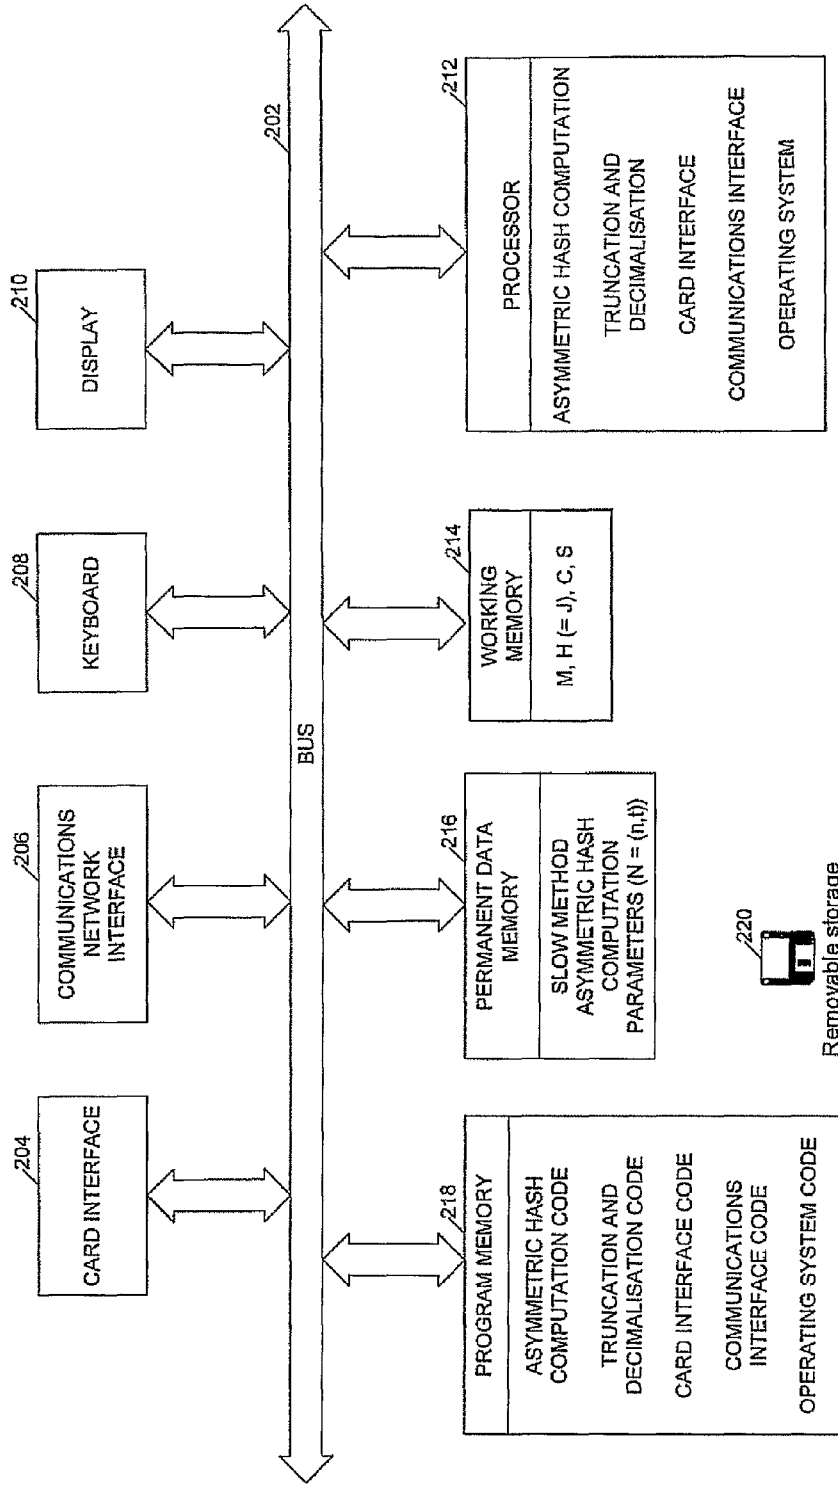 204
CARD INTERFACE
206
COMMUNICATIONS
NETWORK
INTERFACE
208
KEYBOARD
210
DISPLAY
BUS
202
218
PROGRAM MEMORY
ASYMMETRIC HASH
COMPUTATION CODE
TRUNCATION AND
DECIMALISATION CODE
CARD INTERFACE CODE
COMMUNICATIONS
INTERFACE CODE
OPERATING SYSTEM CODE
216
PERMANENT DATA
MEMORY
SLOW METHOD
ASYMMETRIC HASH
COMPUTATION
PARAMETERS (N = (n,t))
214
WORKING
MEMORY
M, H (= J), C, S
212
PROCESSOR
ASYMMETRIC HASH COMPUTATION
TRUNCATION AND
DECIMALISATION
CARD INTERFACE
COMMUNICATIONS INTERFACE
OPERATING SYSTEM
220
Removable storage